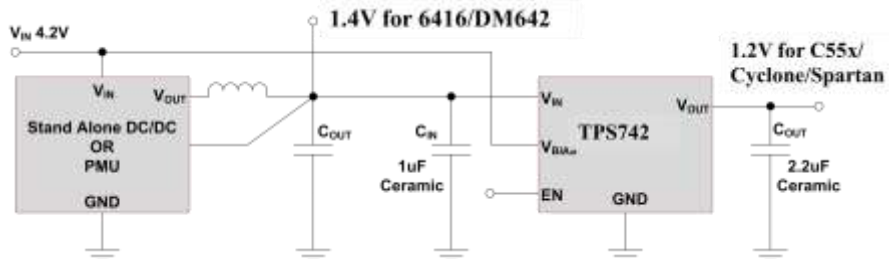 1.4V for 6416/DM642
VIN 4.2V
1.2V for C55x/
Cyclone/Spartan
VIN
VOUT
Stand Alone DC/DC
OR
PMU
GND
COUT
CIN
1uF
Ceramic
VIN
VOUT
TPS742
VBIAs
EN
GND
COUT
2.2uF
Ceramic